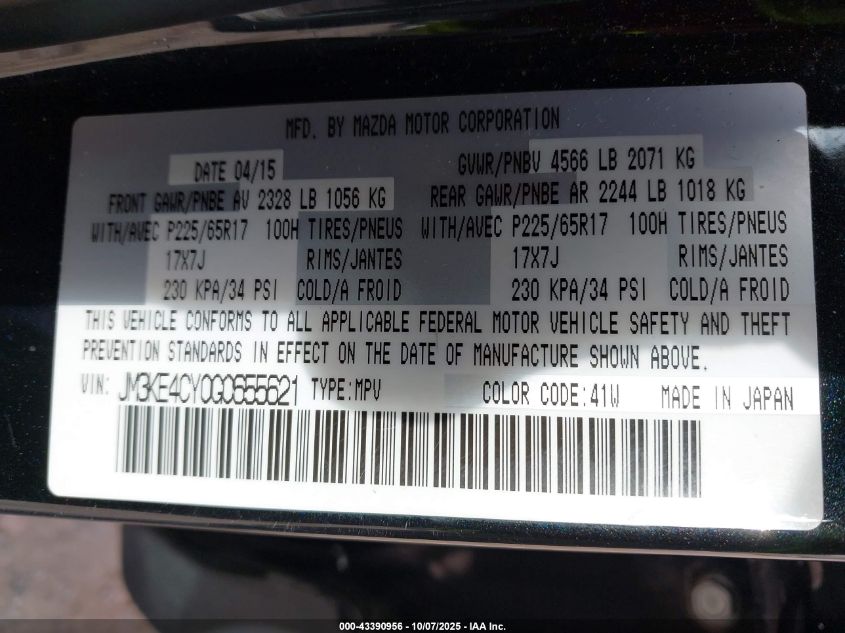 MFD. BY MAZDA MOTOR CORPORATION
DATE 04/15 GVWR/PNBV 4566 LB 2071 KG
FRONT GAWR/PNBE AV 2328 LB 1056 KG REAR GAWR/PNBE AR 2244 LB 1018 KG
WITH/AVEC P225/65R17 100H TIRES/PNEUS WITH/AVEC P225/65R17 100H TIRES/PNEUS
17X7J RIMS/JANTES 17X7J RIMS/JANTES
230 KPA/34 PSI COLD/A FROID 230 KPA/34 PSI COLD/A FROID
THIS VEHICLE CONFORMS TO ALL APPLICABLE FEDERAL MOTOR VEHICLE SAFETY AND THEFT
PREVENTION STANDARDS IN EFFECT ON THE DATE OF MANUFACTURE SHOWN ABOVE.
VIN: JM3KE4CY0G0655621 TYPE:MPV COLOR CODE:41W MADE IN JAPAN
000-43390956 - 10/07/2025 - IAA Inc.